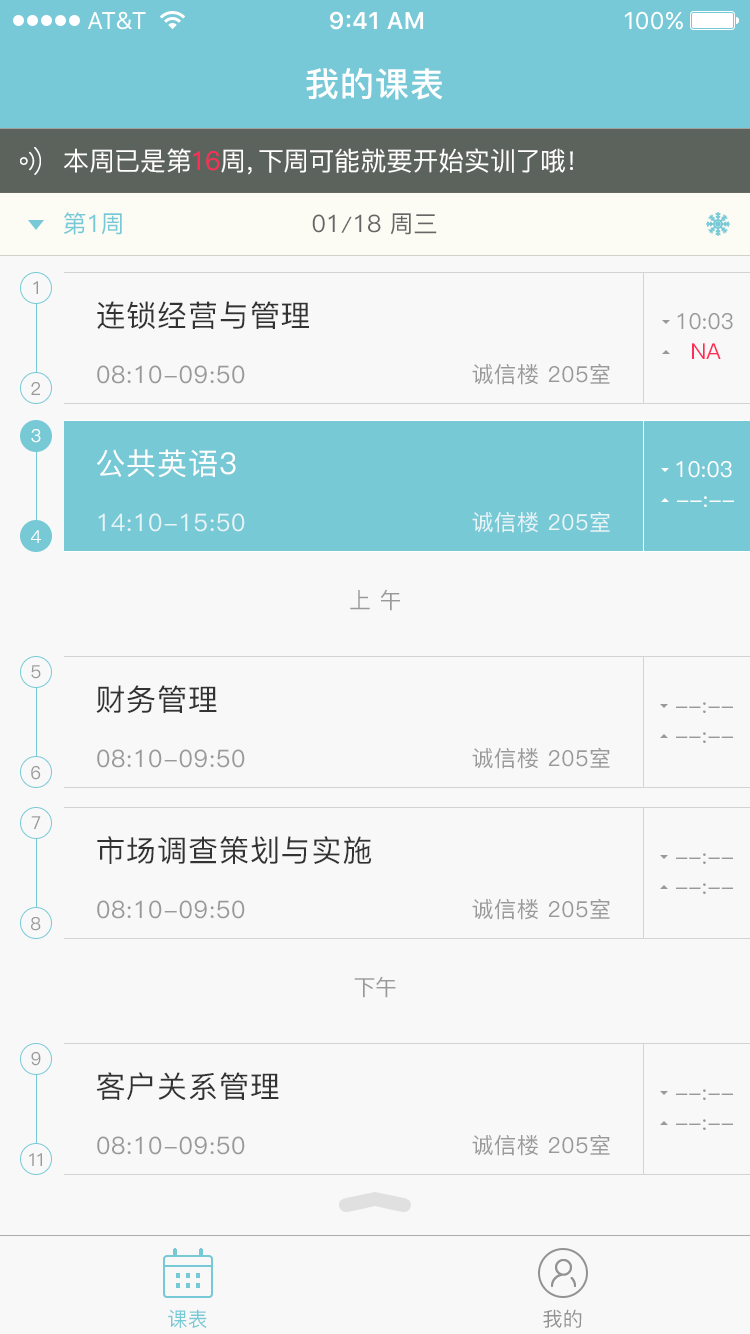 AT&T 9:41 AM 100%
我的课表
本周已是第16周, 下周可能就要开始实训了哦!
第1周 01/18 周三
1 连锁经营与管理 10:03
NA
2 08:10-09:50 诚信楼 205室
3 公共英语3 10:03
4 14:10-15:50 诚信楼 205室 --:--
上 午
5 财务管理 --:--
--:--
6 08:10-09:50 诚信楼 205室
7 市场调查策划与实施 --:--
--:--
8 08:10-09:50 诚信楼 205室
下午
9 客户关系管理 --:--
--:--
11 08:10-09:50 诚信楼 205室
课表 我的